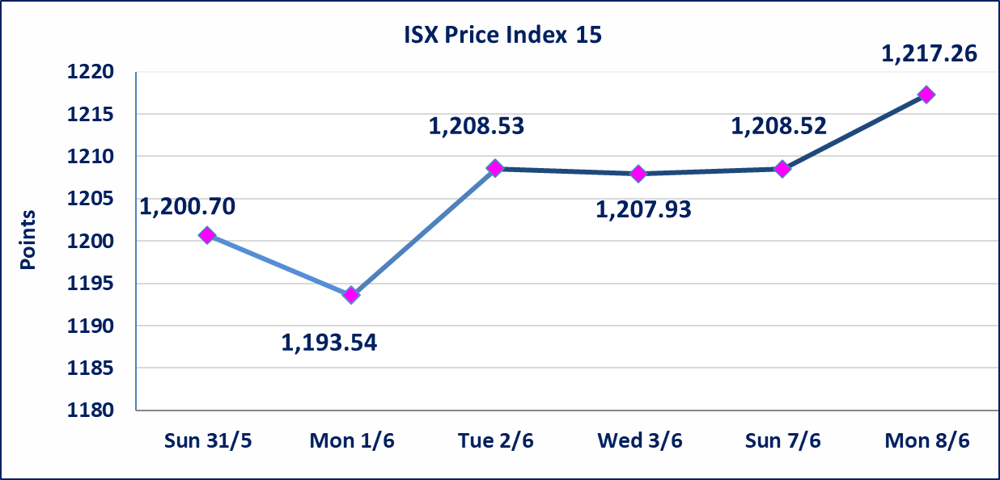 ISX Price Index 15
1,217.26
1220
1215
1,208.53
1,208.52
1210
1205
1,200.70
1,207.93
Points
1200
1195
1190
1,193.54
1185
1180
Sun 31/5
Mon 1/6
Tue 2/6
Wed 3/6
Sun 7/6
Mon 8/6